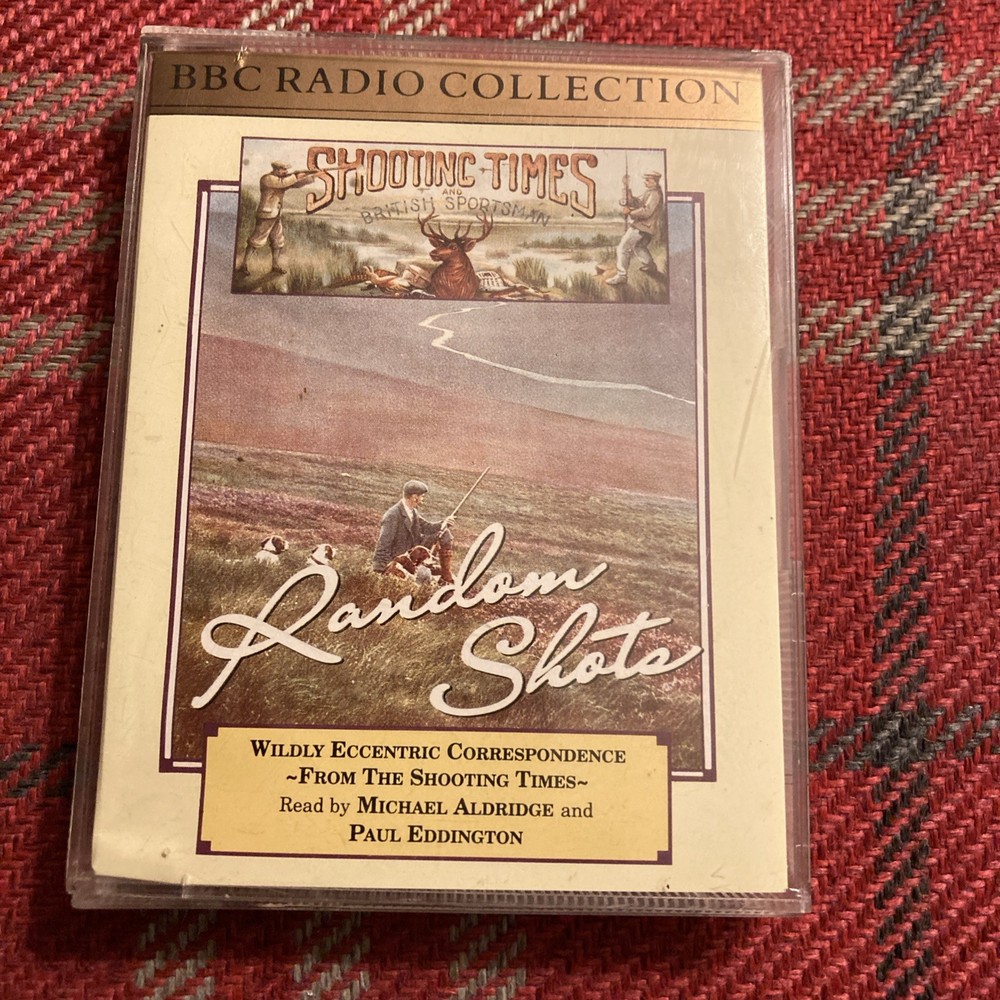 BBC RADIO COLLECTION
SHOOTING TIMES
AND
BRITISH SPORTSMAN
Random
Shots
WILDLY ECCENTRIC CORRESPONDENCE
~FROM THE SHOOTING TIMES~
Read by MICHAEL ALDRIDGE and
PAUL EDDINGTON